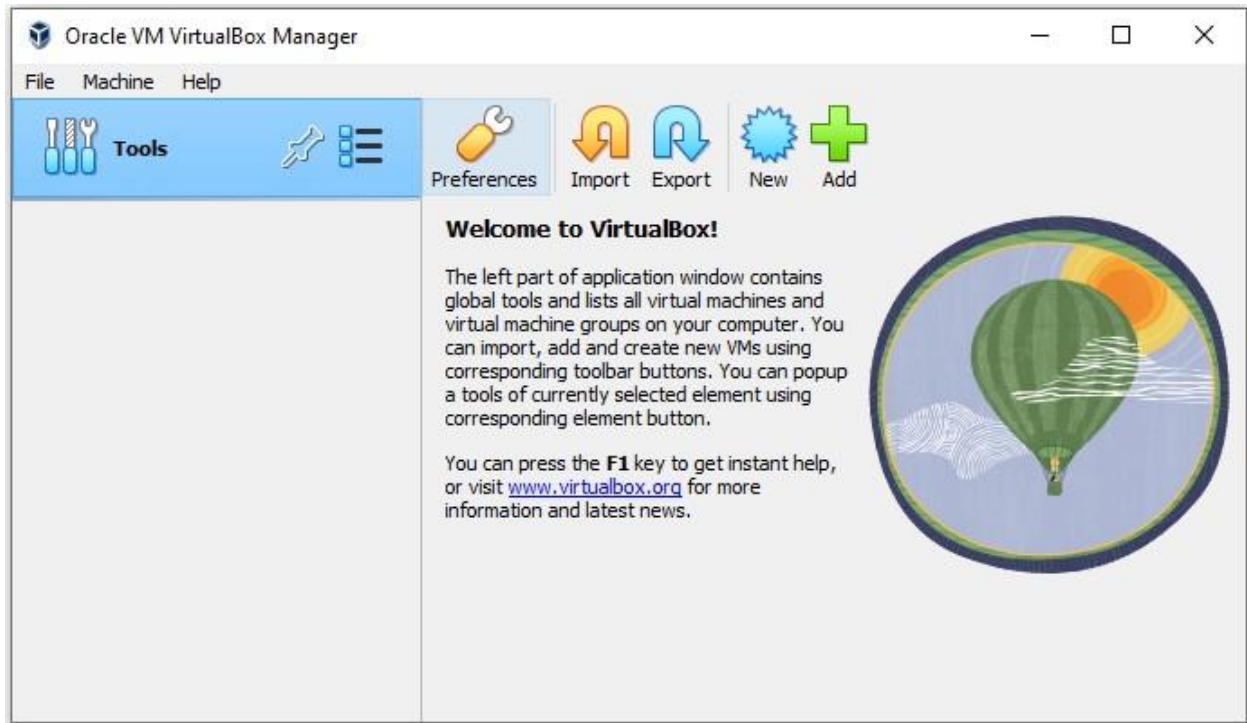 Oracle VM VirtualBox Manager
File Machine Help
Tools
Preferences Import Export New Add
Welcome to VirtualBox!
The left part of application window contains
global tools and lists all virtual machines and
virtual machine groups on your computer. You
can import, add and create new VMs using
corresponding toolbar buttons. You can popup
a tools of currently selected element using
corresponding element button.
You can press the F1 key to get instant help,
or visit www.virtualbox.org for more
information and latest news.